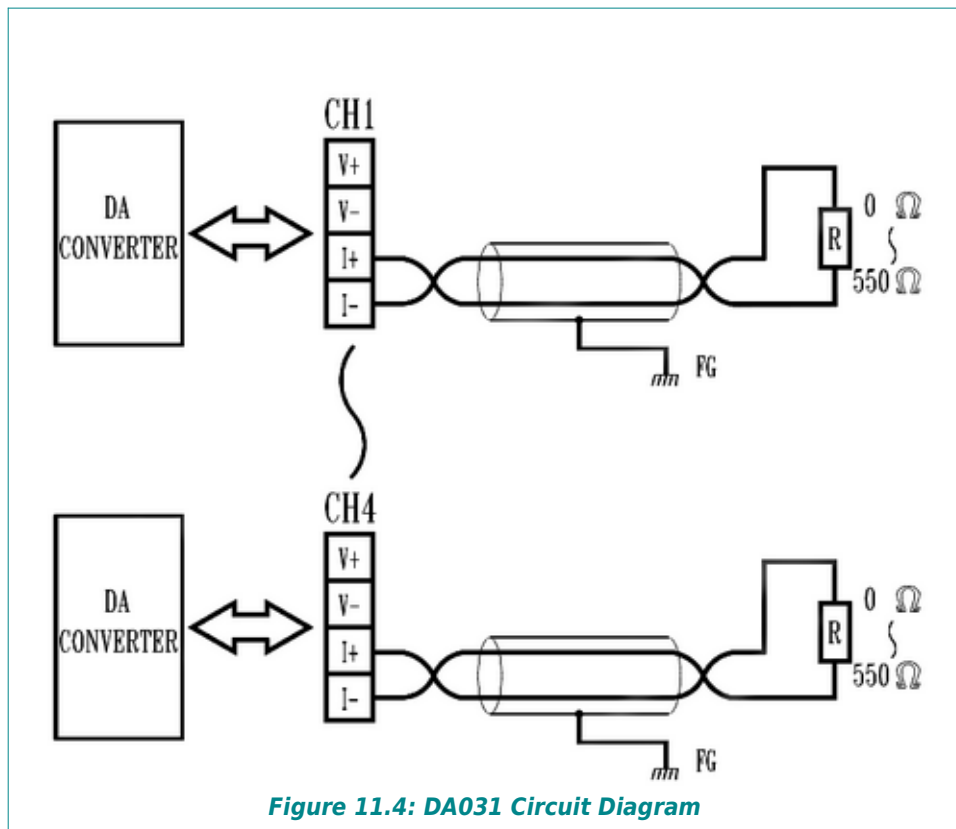 CH1
V+
V-
I+
I-
DA
CONVERTER
R
0 Ω
550 Ω
FG
CH4
V+
V-
I+
I-
DA
CONVERTER
R
0 Ω
550 Ω
FG
Figure 11.4: DA031 Circuit Diagram